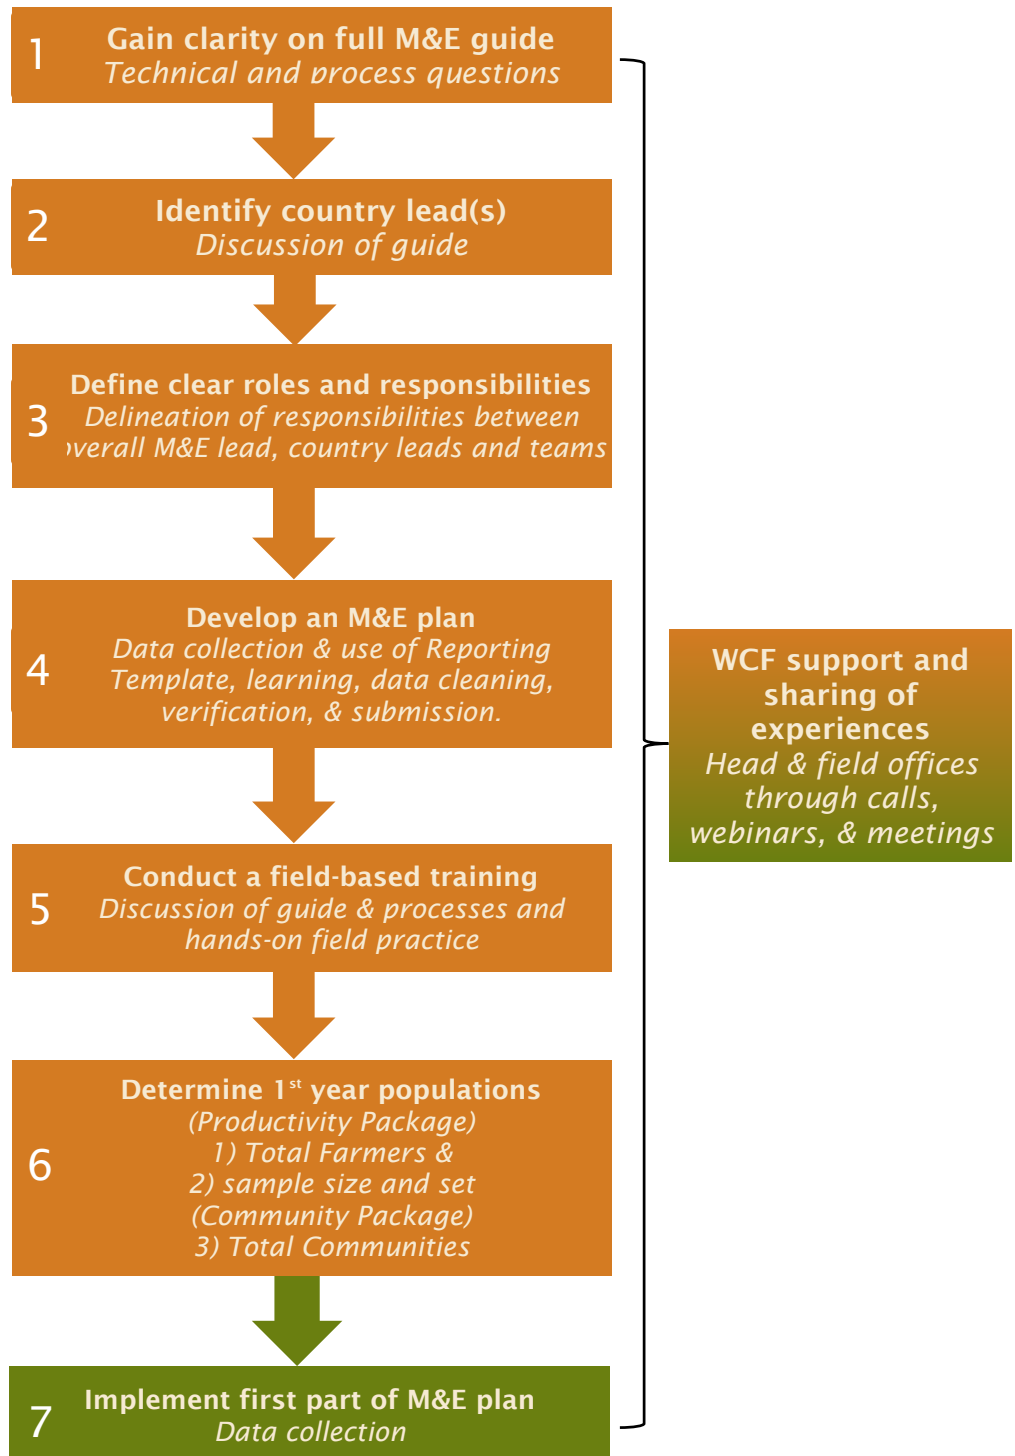 1
Gain clarity on full M&E guide
Technical and process questions
2
Identify country lead(s)
Discussion of guide
3
Define clear roles and responsibilities
Delineation of responsibilities between
overall M&E lead, country leads and teams
4
Develop an M&E plan
Data collection & use of Reporting
Template, learning, data cleaning,
verification, & submission.
5
Conduct a field-based training
Discussion of guide & processes and
hands-on field practice
6
Determine 1st year populations
(Productivity Package)
1) Total Farmers &
2) sample size and set
(Community Package)
3) Total Communities
7
Implement first part of M&E plan
Data collection
WCF support and
sharing of
experiences
Head & field offices
through calls,
webinars, & meetings